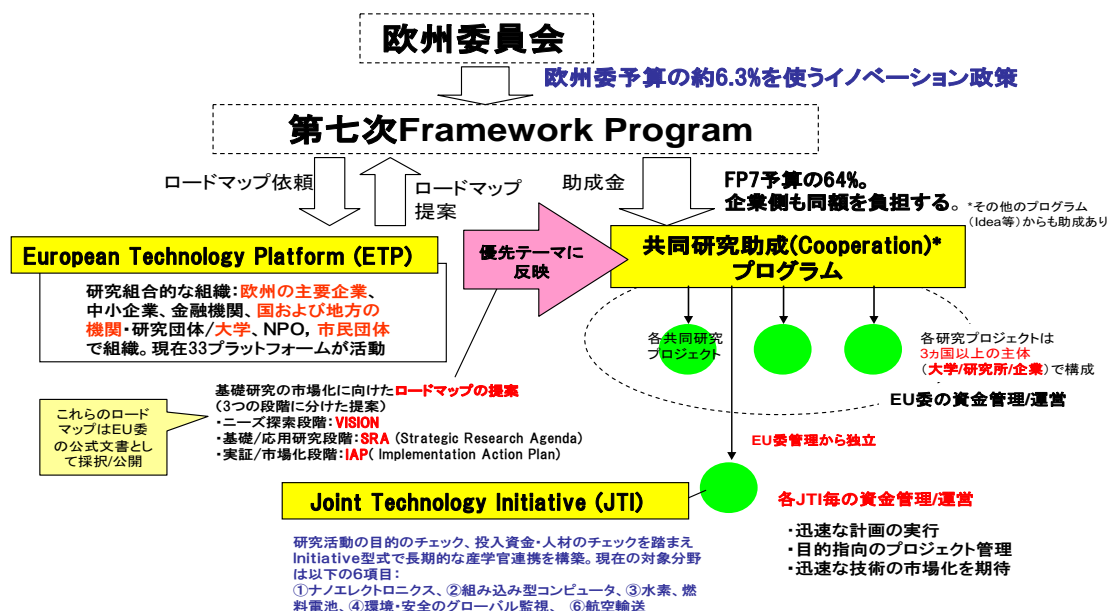 欧州委員会
欧州委予算の約6.3%を使うイノベーション政策
第七次Framework Program
ロードマップ依頼
ロードマップ
提案
助成金
FP7予算の64%。
企業側も同額を負担する。
*その他のプログラム
(Idea等)からも助成あり
European Technology Platform (ETP)
優先テーマに
反映
共同研究助成(Cooperation)*
プログラム
研究組合的な組織：欧州の主要企業、
中小企業、金融機関、国および地方の
機関・研究団体/大学、NPO, 市民団体
で組織。現在33プラットフォームが活動
各共同研究
プロジェクト
各研究プロジェクトは
3ヵ国以上の主体
(大学/研究所/企業)で構成
EU委の資金管理/運営
これらのロード
マップはEU委
の公式文書とし
て採択/公開
基礎研究の市場化に向けたロードマップの提案
(3つの段階に分けた提案)
・ニーズ探索段階：VISION
・基礎/応用研究段階：SRA (Strategic Research Agenda)
・実証/市場化段階：IAP( Implementation Action Plan)
EU委管理から独立
Joint Technology Initiative (JTI)
各JTI毎の資金管理/運営
・迅速な計画の実行
・目的指向のプロジェクト管理
・迅速な技術の市場化を期待
研究活動の目的のチェック、投入資金・人材のチェックを踏まえ
Initiative型式で長期的な産学官連携を構築。現在の対象分野
は以下の6項目：
①ナノエレクトロニクス、②組み込み型コンピュータ、③水素、燃
料電池、④環境・安全のグローバル監視、 ⑥航空輸送